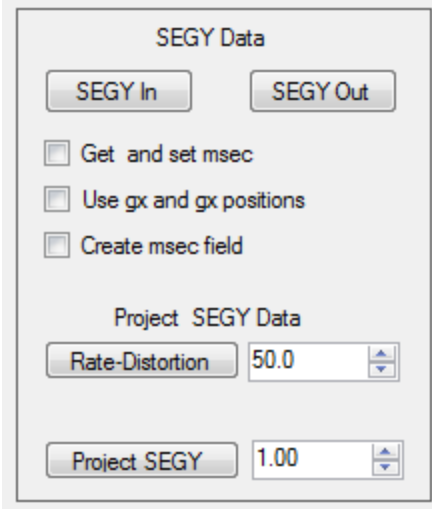 SEGY Data
SEGY In SEGY Out
Get and set msec
Use gx and gx positions
Create msec field
Project SEGY Data
Rate-Distortion 50.0
Project SEGY 1.00